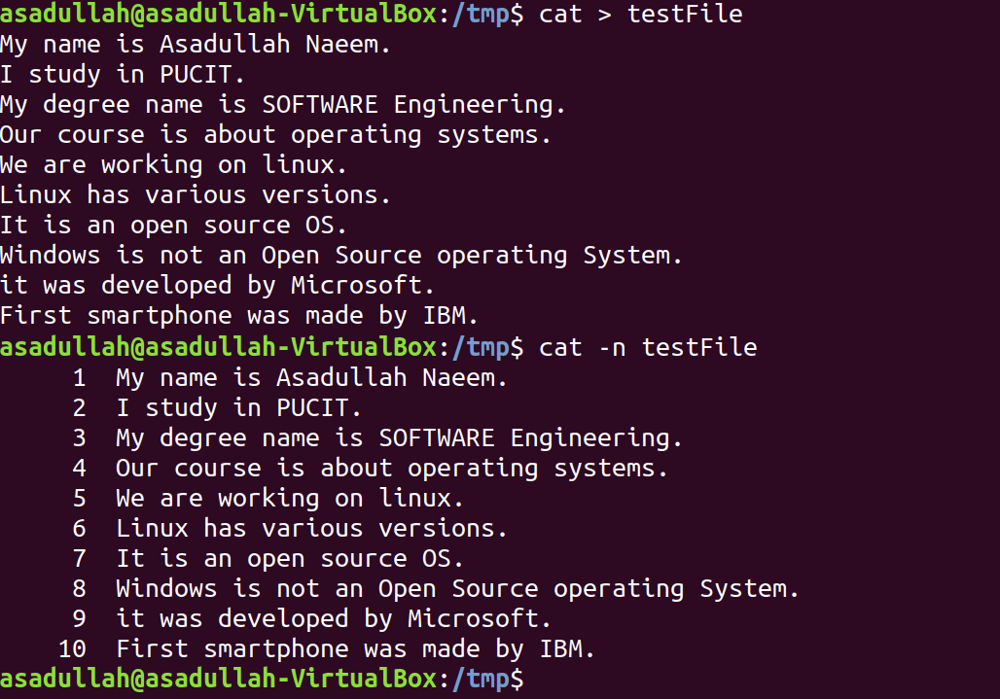 asadullah@asadullah-VirtualBox:/tmp$ cat > testFile
My name is Asadullah Naeem.
I study in PUCIT.
My degree name is SOFTWARE Engineering.
Our course is about operating systems.
We are working on linux.
Linux has various versions.
It is an open source OS.
Windows is not an Open Source operating System.
it was developed by Microsoft.
First smartphone was made by IBM.
asadullah@asadullah-VirtualBox:/tmp$ cat -n testFile
     1  My name is Asadullah Naeem.
     2  I study in PUCIT.
     3  My degree name is SOFTWARE Engineering.
     4  Our course is about operating systems.
     5  We are working on linux.
     6  Linux has various versions.
     7  It is an open source OS.
     8  Windows is not an Open Source operating System.
     9  it was developed by Microsoft.
    10  First smartphone was made by IBM.
asadullah@asadullah-VirtualBox:/tmp$